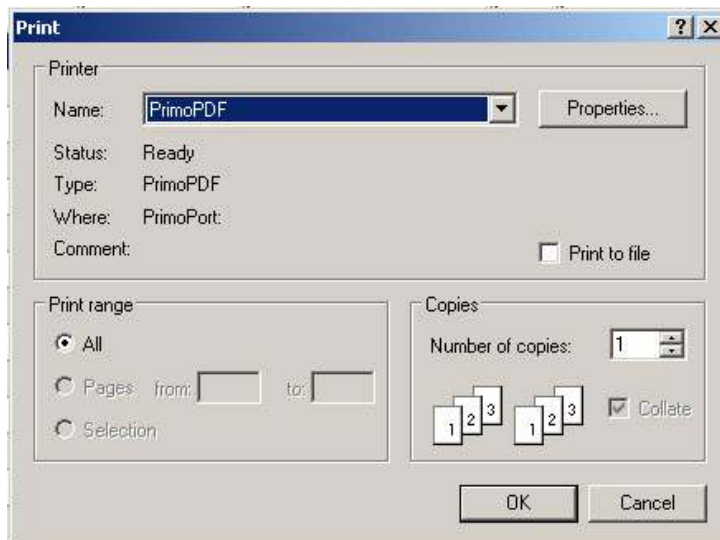 Print
Printer
Name: PrimoPDF Properties...
Status: Ready
Type: PrimoPDF
Where: PrimoPort:
Comment:
Print to file
Print range
All
Pages from: to:
Selection
Copies
Number of copies: 1
1 2 3 1 2 3
Collate
OK Cancel